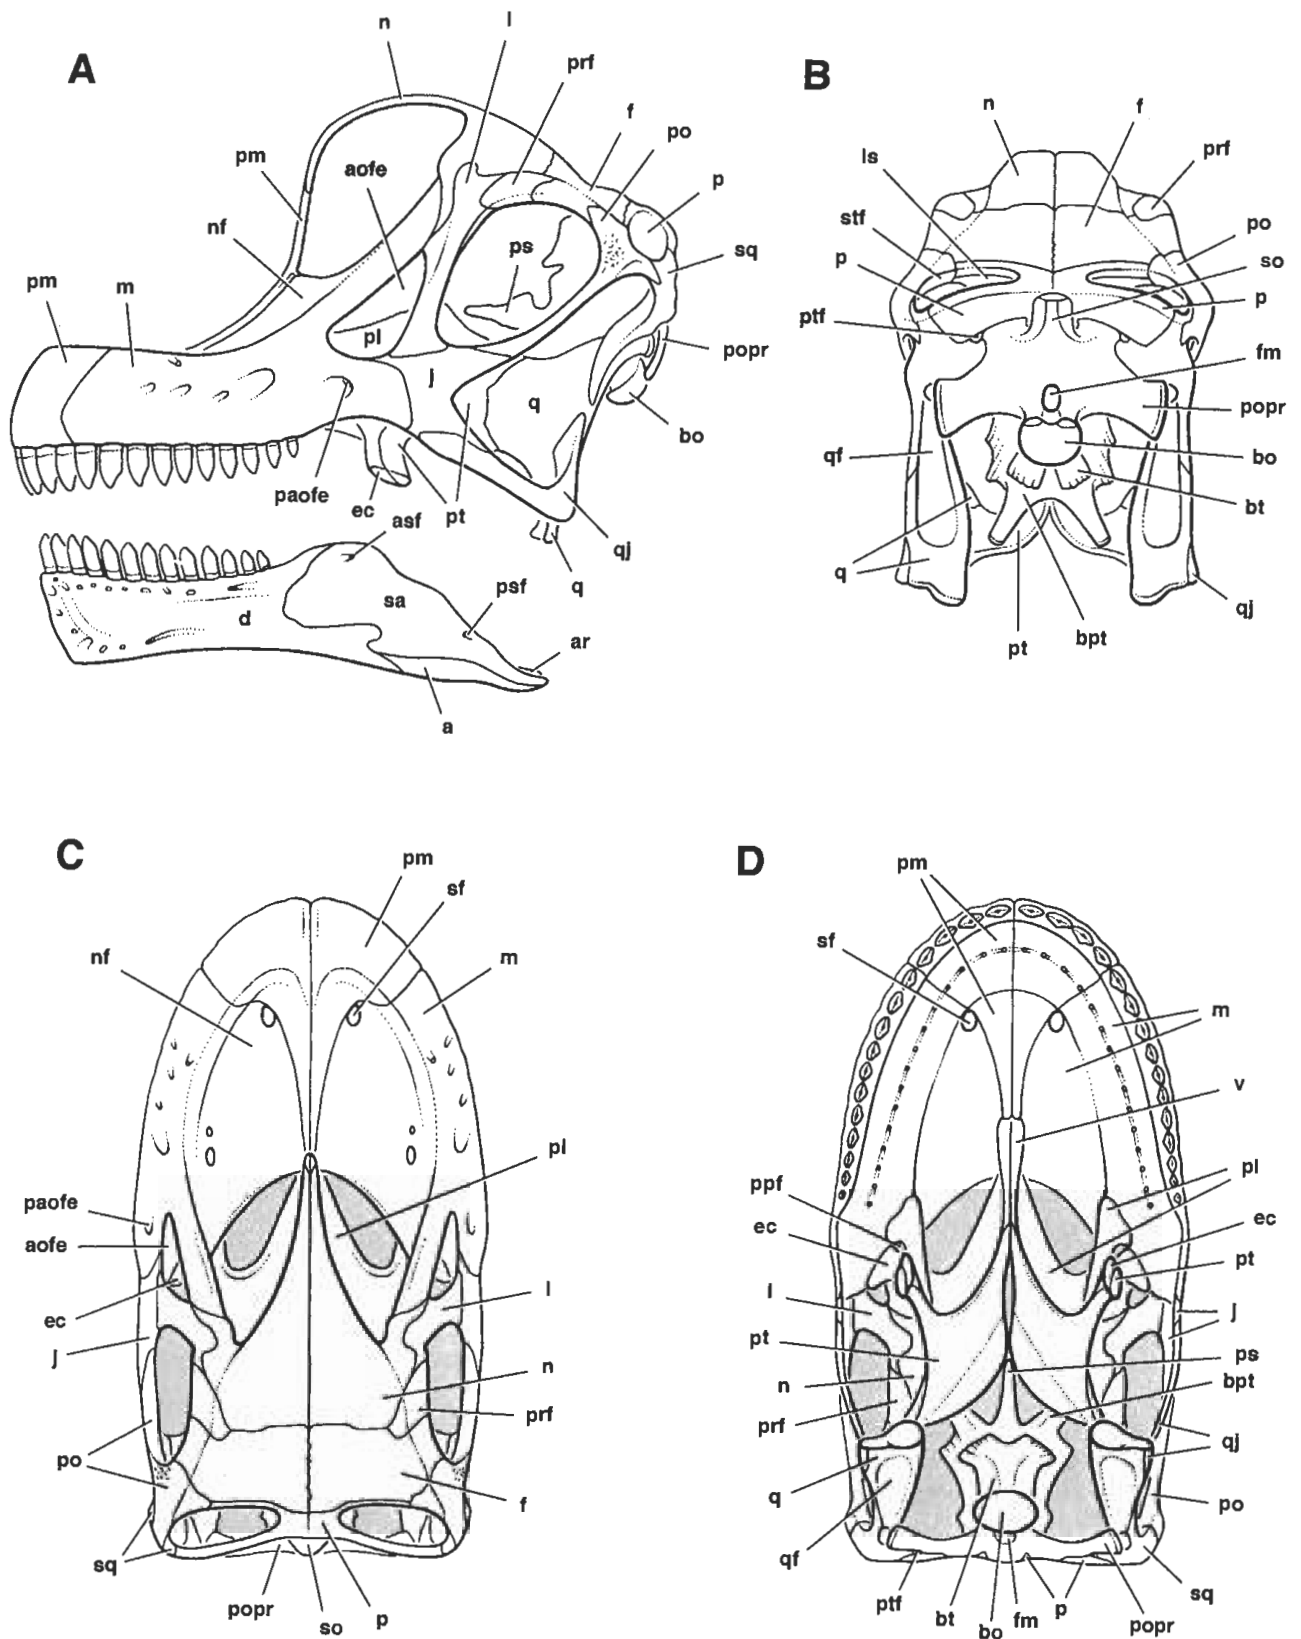 A
n
l
prf
f
po
p
pm
aofe
nf
ps
sq
pm
m
pl
popr
j
q
bo
paofe
ec
pt
asf
qj
q
sa
psf
d
ar
a
B
n
f
prf
ls
stf
po
p
so
p
ptf
fm
popr
qf
bo
bt
q
qj
bpt
pt
C
pm
sf
nf
m
pl
paofe
aofe
ec
l
j
n
prf
po
f
sq
popr
so
p
D
pm
sf
m
v
ppf
pl
ec
ec
pt
l
j
pt
ps
n
bpt
prf
qj
q
po
qf
sq
ptf
bt
bo
fm
p
popr